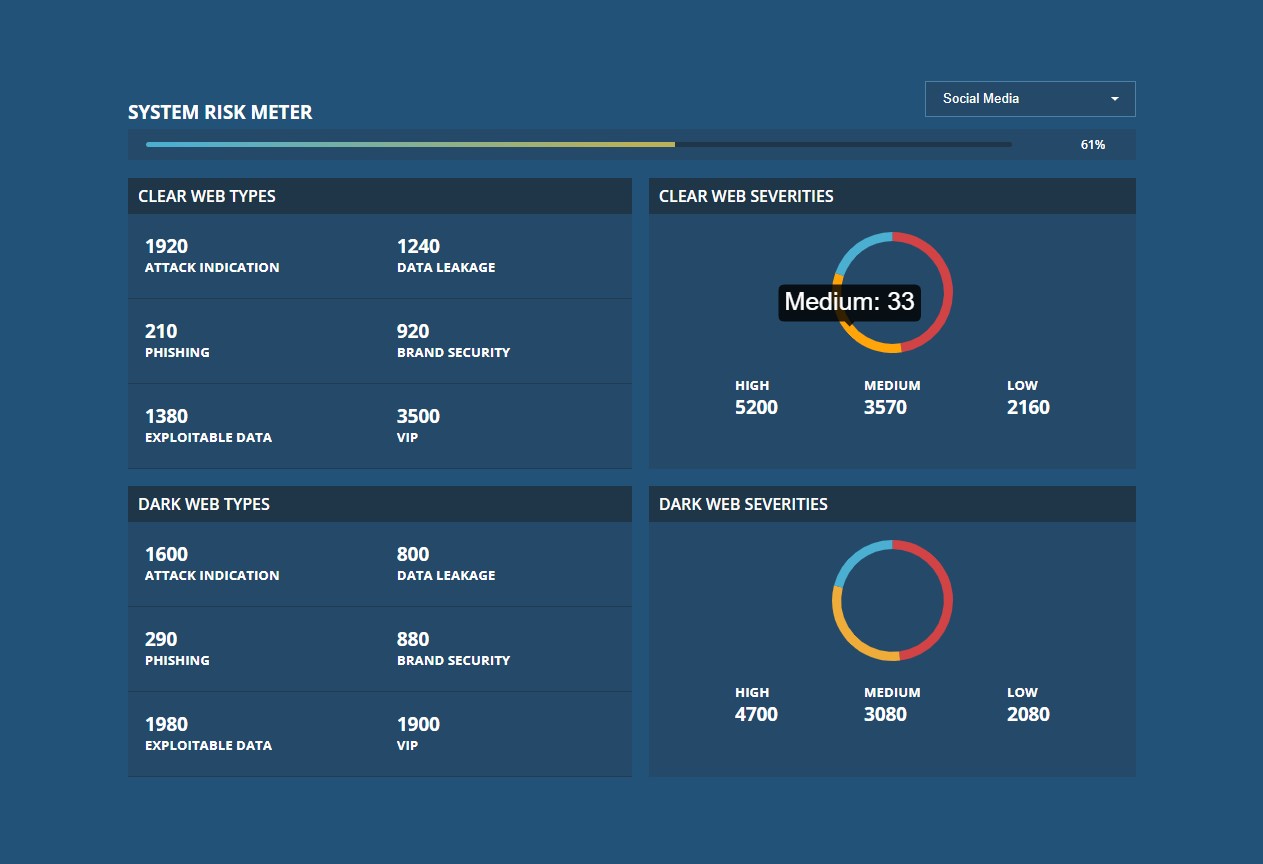 Social Media
SYSTEM RISK METER
61%
CLEAR WEB TYPES
1920
ATTACK INDICATION
1240
DATA LEAKAGE
210
PHISHING
920
BRAND SECURITY
1380
EXPLOITABLE DATA
3500
VIP
CLEAR WEB SEVERITIES
Medium: 33
HIGH
5200
MEDIUM
3570
LOW
2160
DARK WEB TYPES
1600
ATTACK INDICATION
800
DATA LEAKAGE
290
PHISHING
880
BRAND SECURITY
1980
EXPLOITABLE DATA
1900
VIP
DARK WEB SEVERITIES
HIGH
4700
MEDIUM
3080
LOW
2080